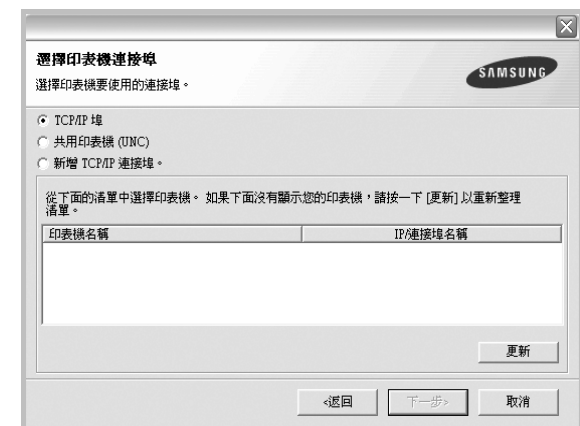 選擇印表機連接埠
選擇印表機要使用的連接埠。
SAMSUNG
TCP/IP 埠
共用印表機 (UNC)
新增 TCP/IP 連接埠。
從下面的清單中選擇印表機。 如果下面沒有顯示您的印表機,請按一下 [更新] 以重新整理
清單。
印表機名稱 IP/連接埠名稱
更新
<返回 下一步> 取消